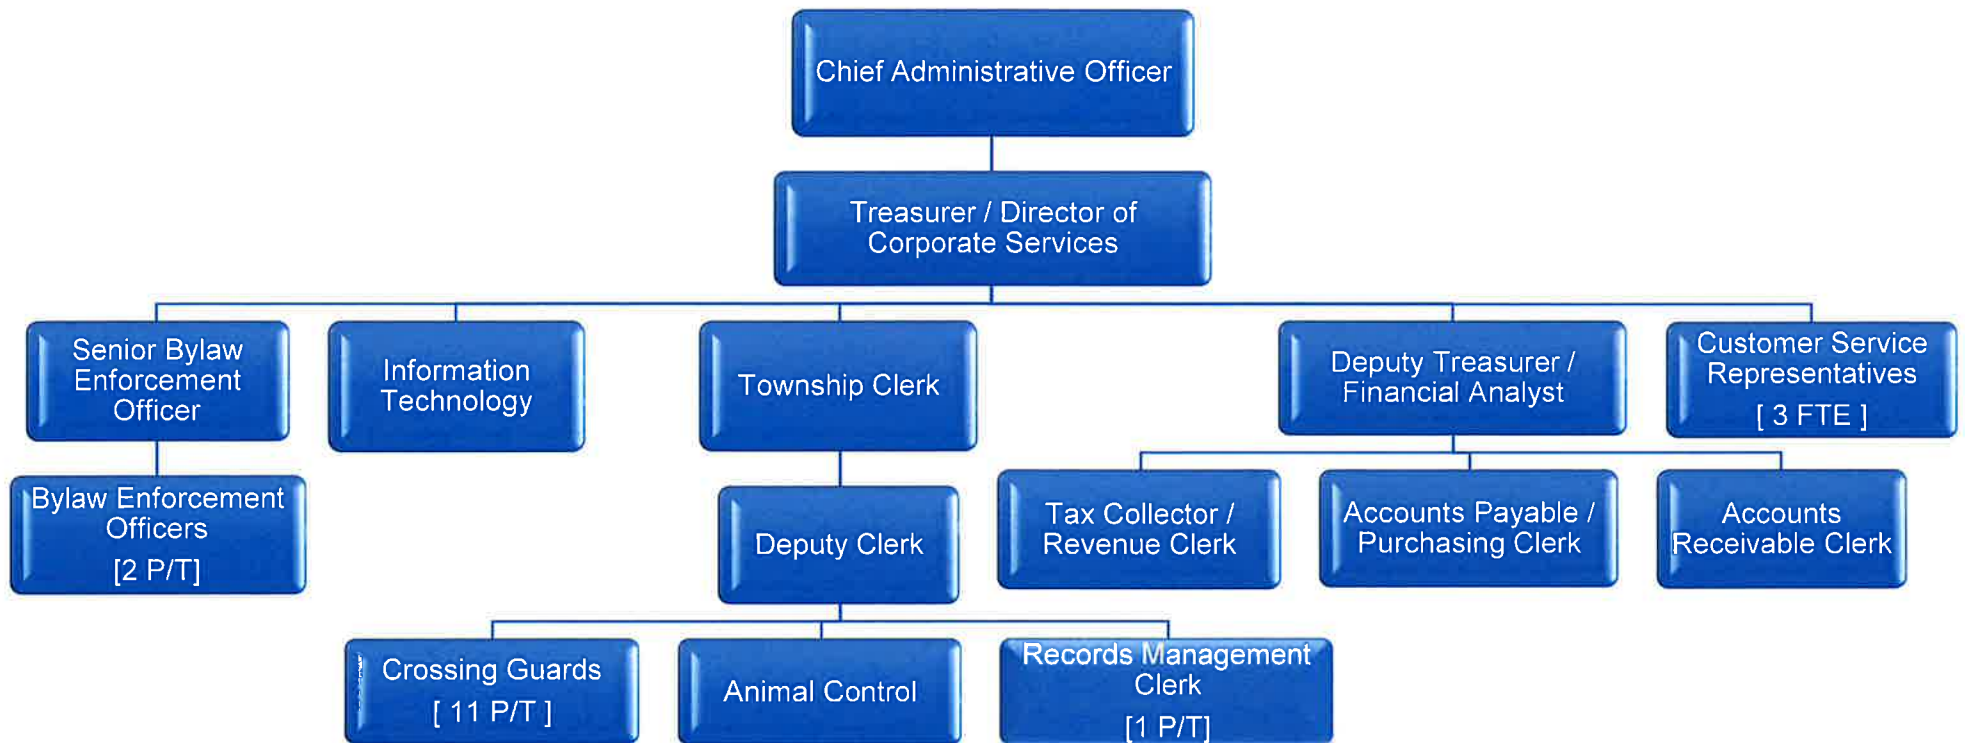 Chief Administrative Officer
Treasurer / Director of
Corporate Services
Senior Bylaw
Enforcement
Officer
Information
Technology
Township Clerk
Deputy Treasurer /
Financial Analyst
Customer Service
Representatives
[ 3 FTE ]
Bylaw Enforcement
Officers
[2 P/T]
Deputy Clerk
Tax Collector /
Revenue Clerk
Accounts Payable /
Purchasing Clerk
Accounts
Receivable Clerk
Crossing Guards
[ 11 P/T ]
Animal Control
Records Management
Clerk
[1 P/T]